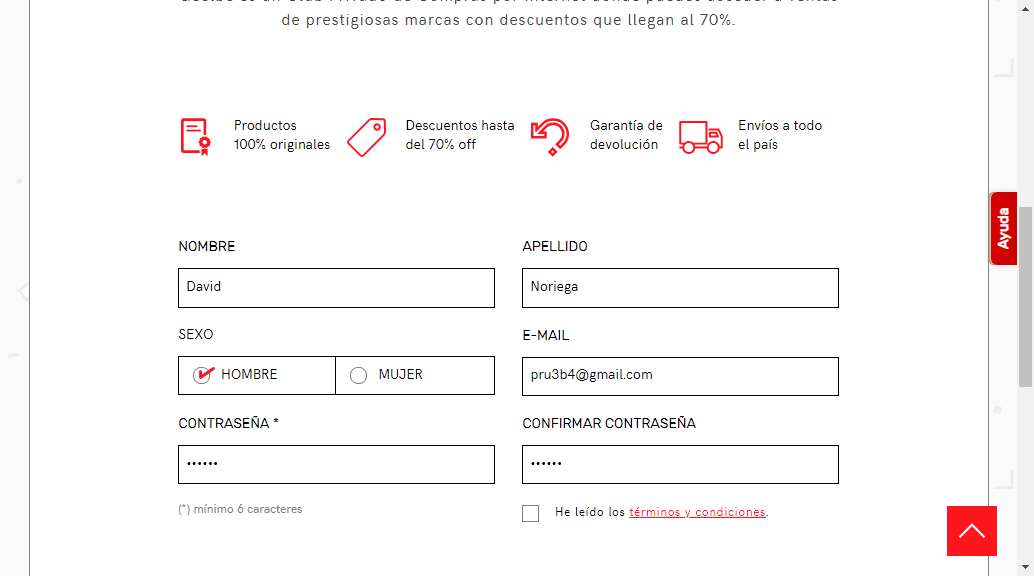 de prestigiosas marcas con descuentos que llegan al 70%.
Productos
100% originales
Descuentos hasta
del 70% off
Garantía de
devolución
Envíos a todo
el país
Ayuda
NOMBRE
APELLIDO
David
Noriega
SEXO
E-MAIL
HOMBRE
MUJER
pru3b4@gmail.com
CONTRASEÑA *
CONFIRMAR CONTRASEÑA
••••••
••••••
(*) mínimo 6 caracteres
He leído los términos y condiciones.